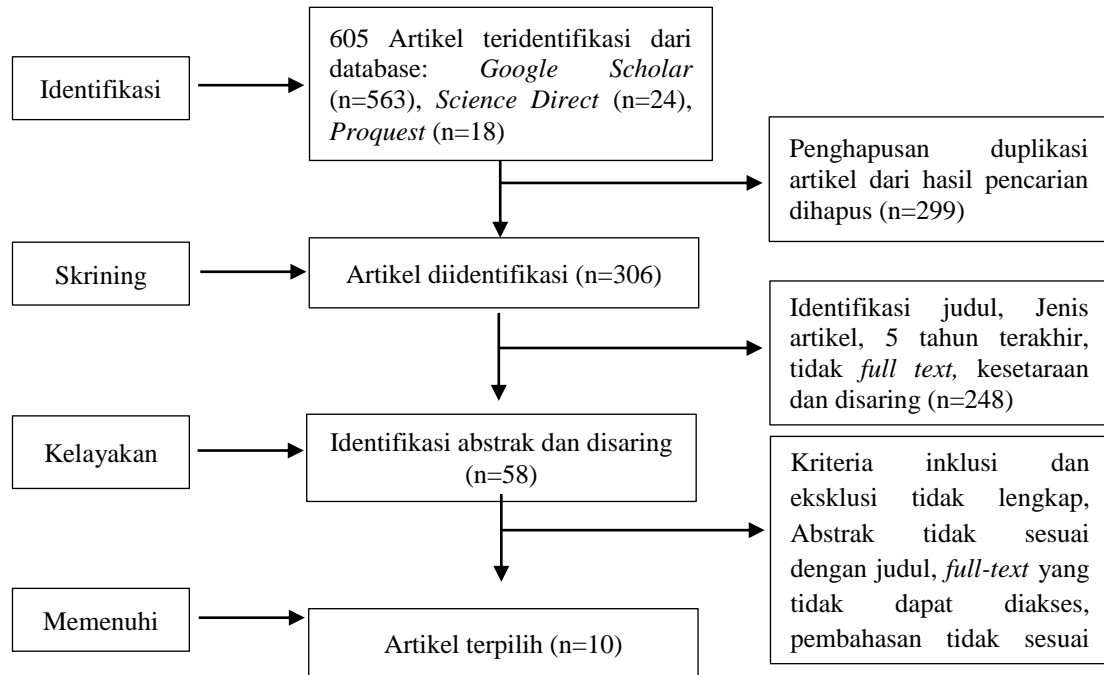 Identifikasi
605 Artikel teridentifikasi dari
database: Google Scholar
(n=563), Science Direct (n=24),
Proquest (n=18)
Penghapusan duplikasi
artikel dari hasil pencarian
dihapus (n=299)
Skrining
Artikel diidentifikasi (n=306)
Identifikasi judul, Jenis
artikel, 5 tahun terakhir,
tidak full text, kesetaraan
dan disaring (n=248)
Kelayakan
Identifikasi abstrak dan disaring
(n=58)
Kriteria inklusi dan
eksklusi tidak lengkap,
Abstrak tidak sesuai
dengan judul, full-text yang
tidak dapat diakses,
pembahasan tidak sesuai
Memenuhi
Artikel terpilih (n=10)